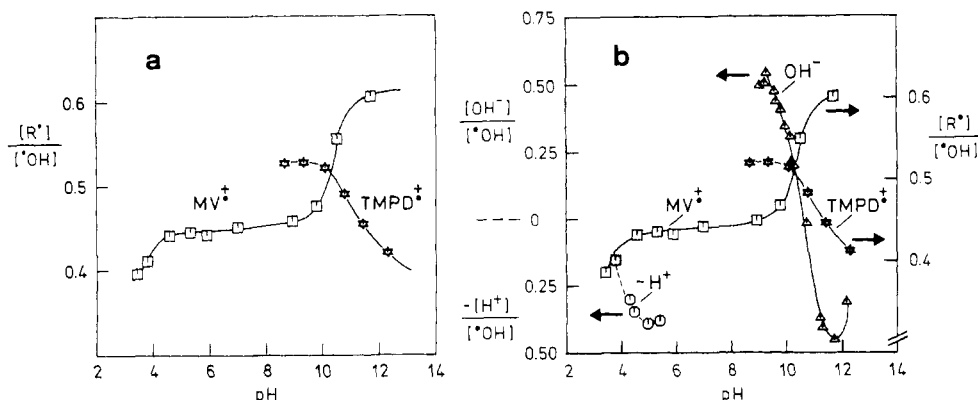 a
0.6
0.5
0.4
[R•]
[•OH]
MV•+
TMPD•+
2 4 6 8 10 12 14
pH
b
0.75
0.50
0.25
0
0.25
0.50
[OH⁻]
[•OH]
-[H⁺]
[•OH]
OH⁻
MV•+
TMPD•+
-H⁺
0.6
0.5
0.4
[R•]
[•OH]
2 4 6 8 10 12 14
pH